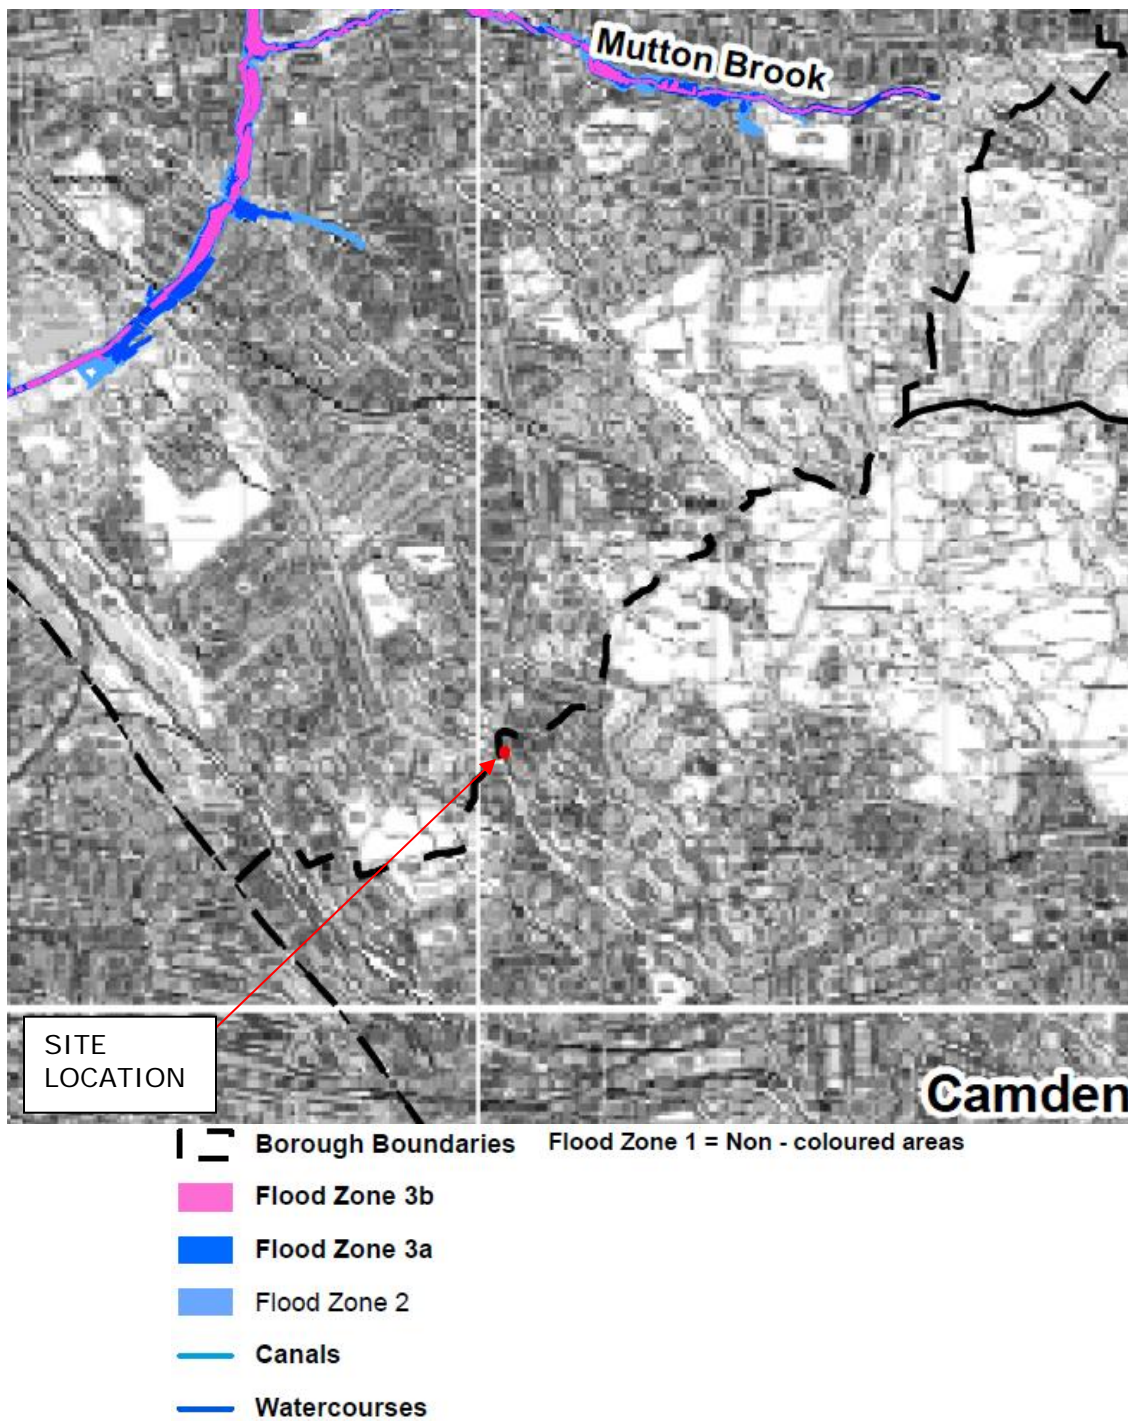 Mutton Brook
SITE
LOCATION
Camden
Borough Boundaries Flood Zone 1 = Non - coloured areas
Flood Zone 3b
Flood Zone 3a
Flood Zone 2
Canals
Watercourses